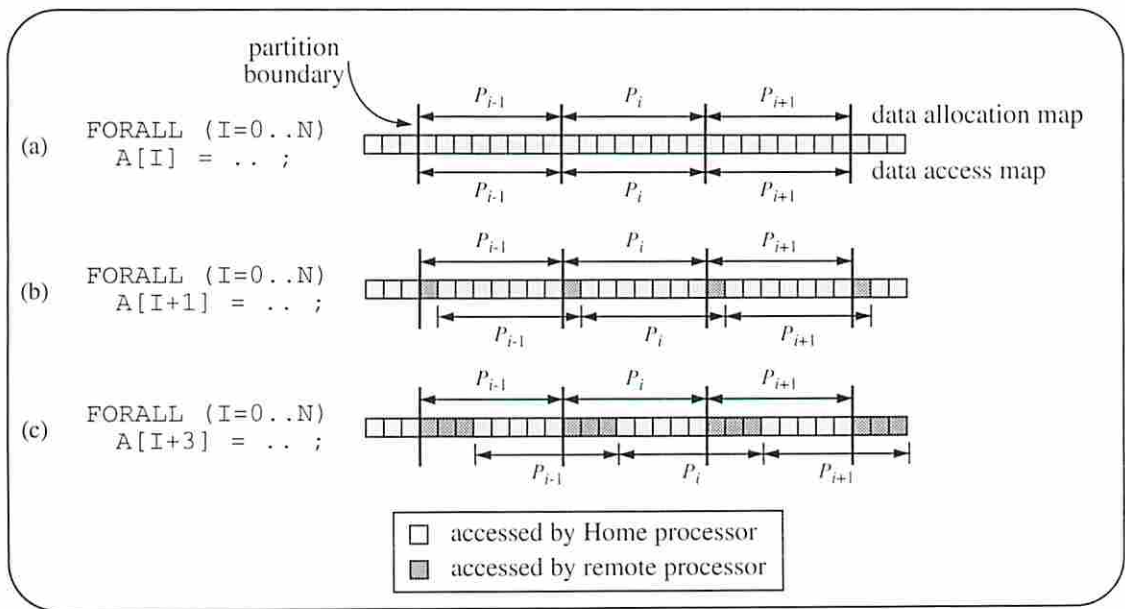 partition
boundary
P_{i-1} P_i P_{i+1}
data allocation map
(a) FORALL (I=0..N)
A[I] = .. ;
data access map
P_{i-1} P_i P_{i+1}
P_{i-1} P_i P_{i+1}
(b) FORALL (I=0..N)
A[I+1] = .. ;
P_{i-1} P_i P_{i+1}
P_{i-1} P_i P_{i+1}
(c) FORALL (I=0..N)
A[I+3] = .. ;
P_{i-1} P_i P_{i+1}
accessed by Home processor
accessed by remote processor